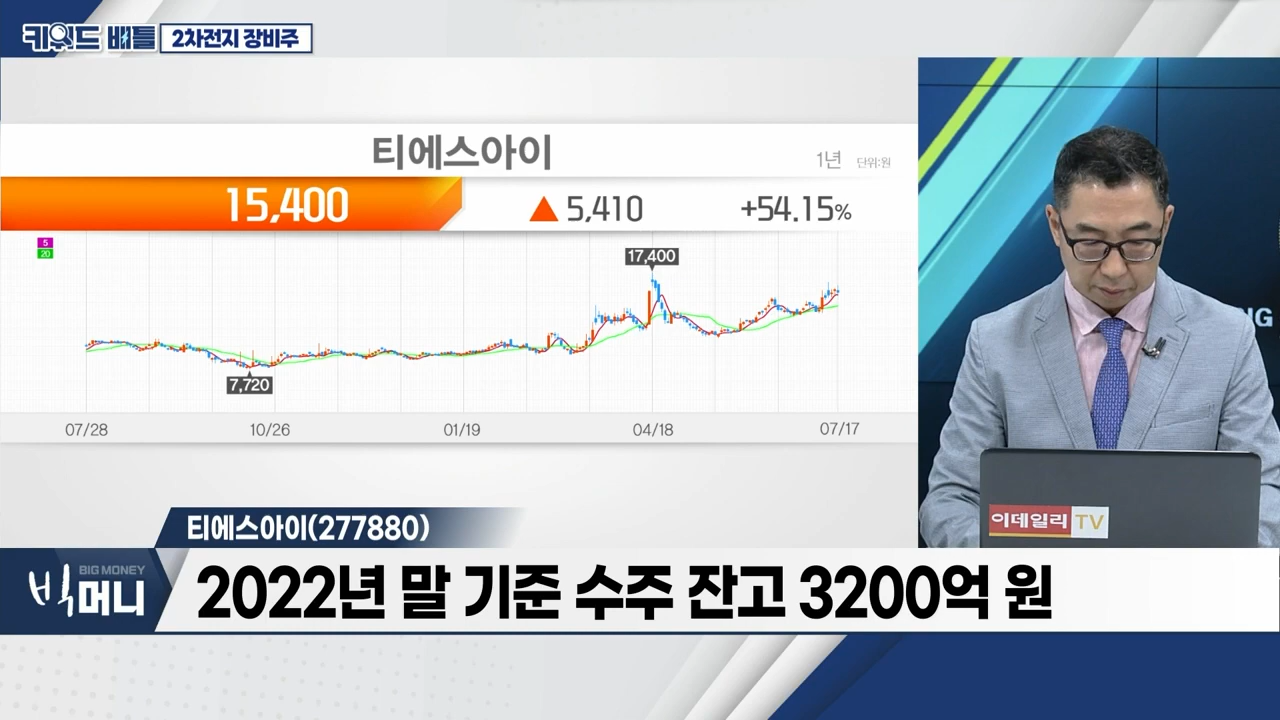 키워드 배틀 2차전지 장비주
티에스아이
1년 단위:원
15,400 ▲ 5,410 +54.15%
5
20
17,400
7,720
07/28 10/26 01/19 04/18 07/17
IG
이데일리 TV
티에스아이(277880)
BIG MONEY
빅머니
2022년 말 기준 수주 잔고 3200억 원